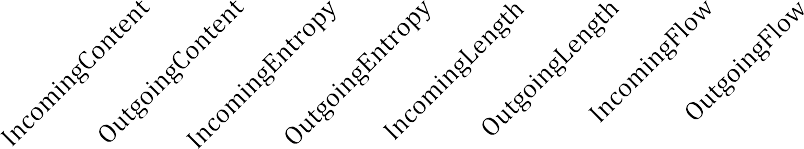 IncomingContent
OutgoingContent
IncomingEntropy
OutgoingEntropy
IncomingLength
OutgoingLength
IncomingFlow
OutgoingFlow